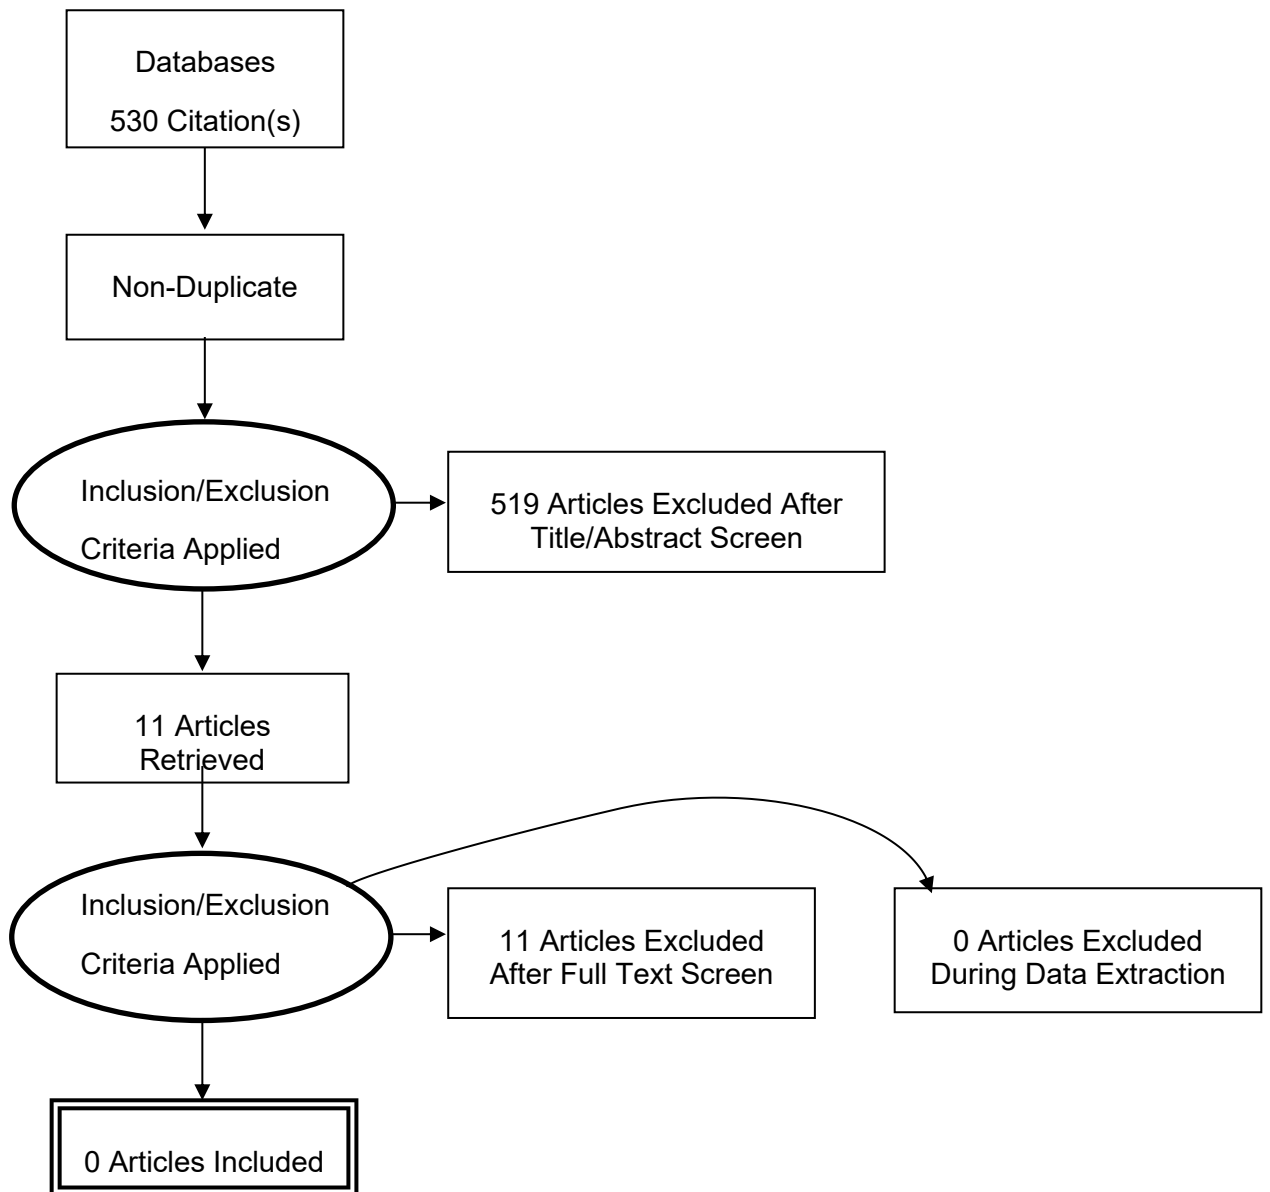 Databases
530 Citation(s)
Non-Duplicate
Inclusion/Exclusion
Criteria Applied
519 Articles Excluded After
Title/Abstract Screen
11 Articles
Retrieved
Inclusion/Exclusion
Criteria Applied
11 Articles Excluded
After Full Text Screen
0 Articles Excluded
During Data Extraction
0 Articles Included